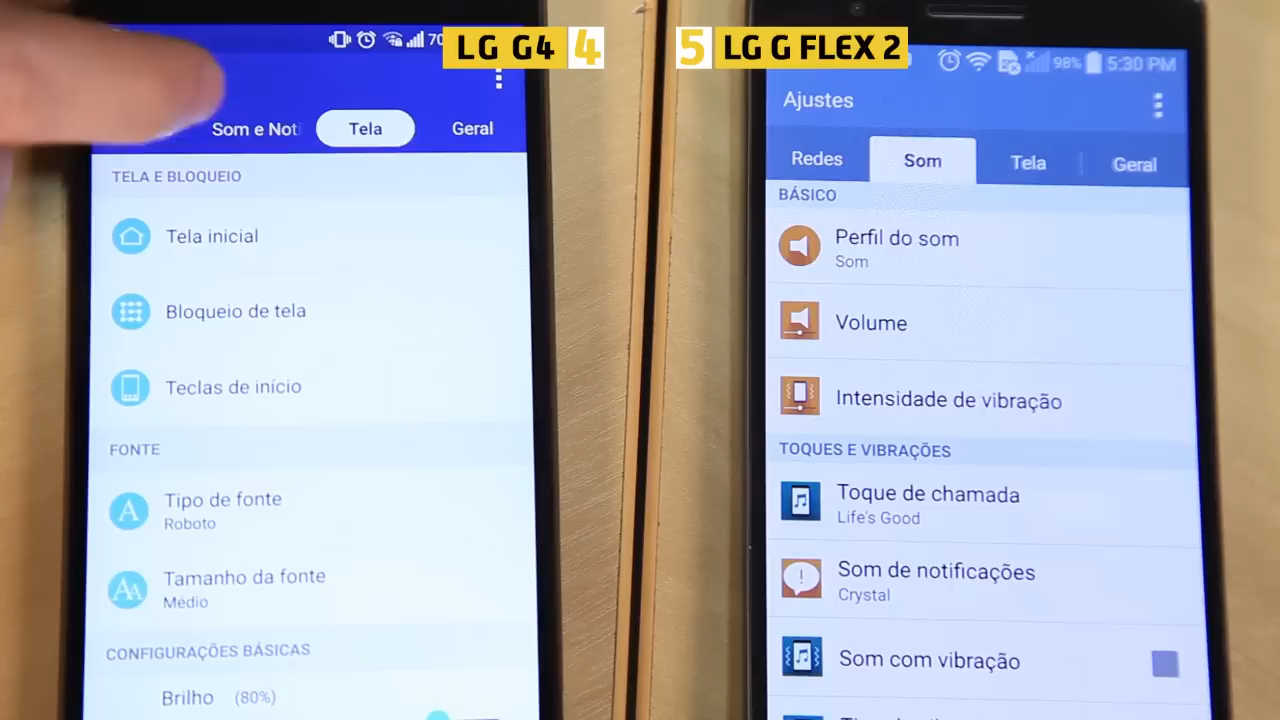 LG G4 4
5 LG G FLEX 2
70
Som e Noti
Tela
Geral
TELA E BLOQUEIO
Tela inicial
Bloqueio de tela
Teclas de início
FONTE
Tipo de fonte
Roboto
Tamanho da fonte
Médio
CONFIGURAÇÕES BÁSICAS
Brilho (80%)
98% 5:30 PM
Ajustes
Redes
Som
Tela
Geral
BÁSICO
Perfil do som
Som
Volume
Intensidade de vibração
TOQUES E VIBRAÇÕES
Toque de chamada
Life's Good
Som de notificações
Crystal
Som com vibração